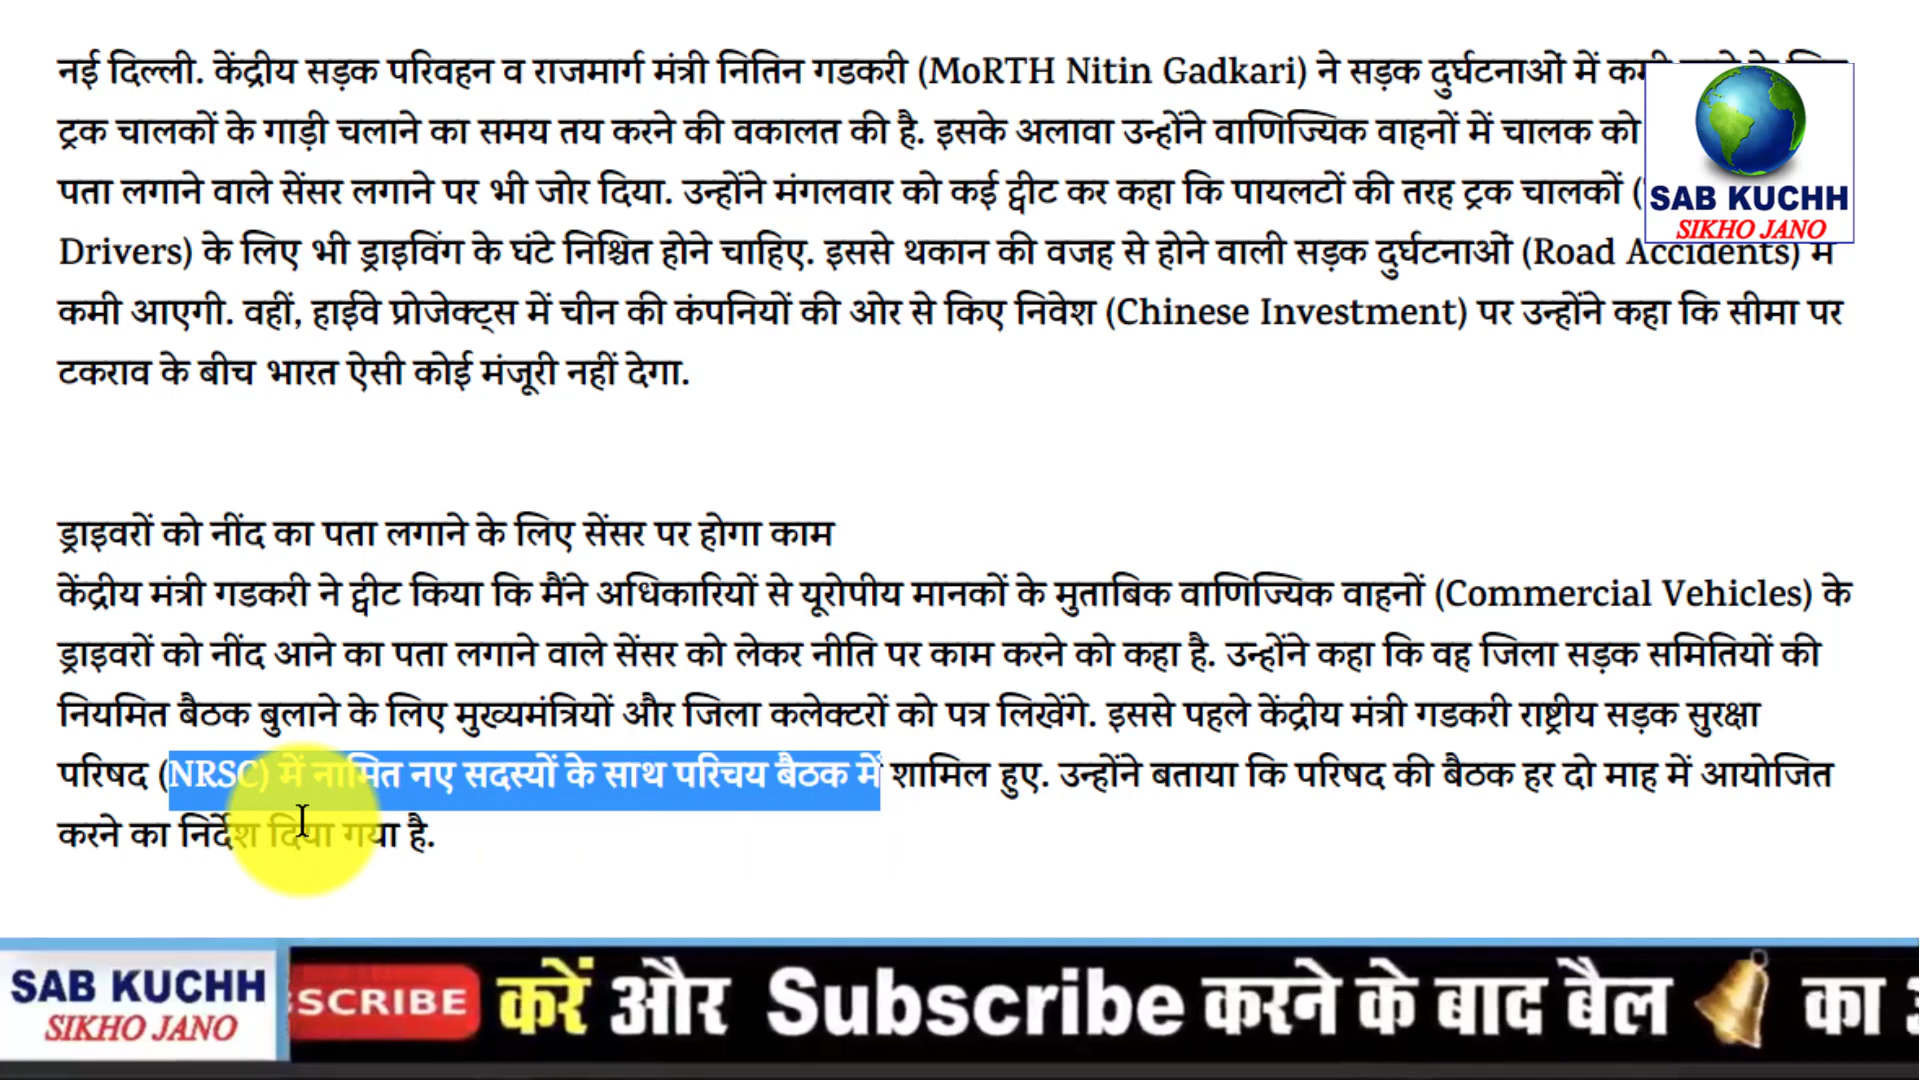 नई दिल्ली. केंद्रीय सड़क परिवहन व राजमार्ग मंत्री नितिन गडकरी (MoRTH Nitin Gadkari) ने सड़क दुर्घटनाओं में
ट्रक चालकों के गाड़ी चलाने का समय तय करने की वकालत की है. इसके अलावा उन्होंने वाणिज्यिक वाहनों में चालक को
पता लगाने वाले सेंसर लगाने पर भी जोर दिया. उन्होंने मंगलवार को कई ट्वीट कर कहा कि पायलटों की तरह ट्रक चालकों
Drivers) के लिए भी ड्राइविंग के घंटे निश्चित होने चाहिए. इससे थकान की वजह से होने वाली सड़क दुर्घटनाओं (Road Accidents) में
कमी आएगी. वहीं, हाईवे प्रोजेक्ट्स में चीन की कंपनियों की ओर से किए निवेश (Chinese Investment) पर उन्होंने कहा कि सीमा पर
टकराव के बीच भारत ऐसी कोई मंजूरी नहीं देगा.
SAB KUCHH
SIKHO JANO
ड्राइवरों को नींद का पता लगाने के लिए सेंसर पर होगा काम
केंद्रीय मंत्री गडकरी ने ट्वीट किया कि मैंने अधिकारियों से यूरोपीय मानकों के मुताबिक वाणिज्यिक वाहनों (Commercial Vehicles) के
ड्राइवरों को नींद आने का पता लगाने वाले सेंसर को लेकर नीति पर काम करने को कहा है. उन्होंने कहा कि वह जिला सड़क समितियों की
नियमित बैठक बुलाने के लिए मुख्यमंत्रियों और जिला कलेक्टरों को पत्र लिखेंगे. इससे पहले केंद्रीय मंत्री गडकरी राष्ट्रीय सड़क सुरक्षा
परिषद (NRSC) में नामित नए सदस्यों के साथ परिचय बैठक में शामिल हुए. उन्होंने बताया कि परिषद की बैठक हर दो माह में आयोजित
करने का निर्देश दिया गया है.
SAB KUCHH
SIKHO JANO
SCRIBE करें और Subscribe करने के बाद बैल का